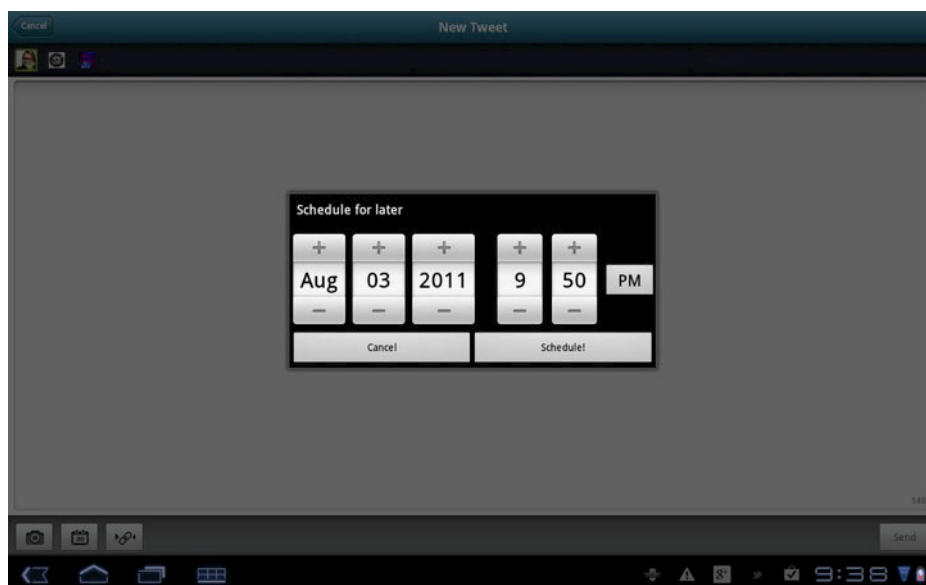 Cancel
New Tweet
Schedule for later
Aug 03 2011 9 50 PM
Cancel Schedule!
140
Send
9:38